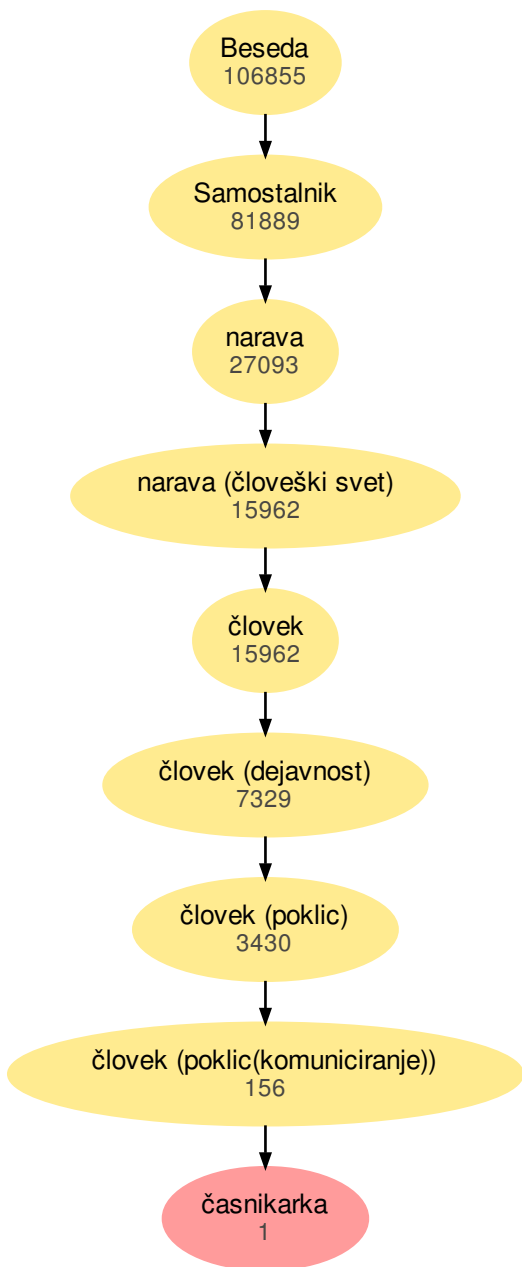 Beseda
106855
Samostalnik
81889
narava
27093
narava (človeški svet)
15962
človek
15962
človek (dejavnost)
7329
človek (poklic)
3430
človek (poklic(komuniciranje))
156
časnikarka
1